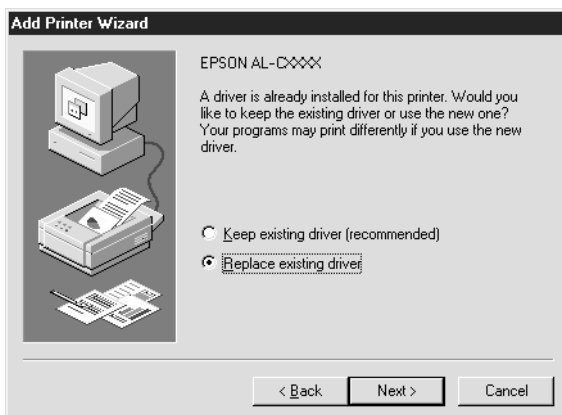 Add Printer Wizard
EPSON AL-CXXXX
A driver is already installed for this printer. Would you
like to keep the existing driver or use the new one?
Your programs may print differently if you use the new
driver.
Keep existing driver (recommended)
Replace existing driver
< Back Next > Cancel